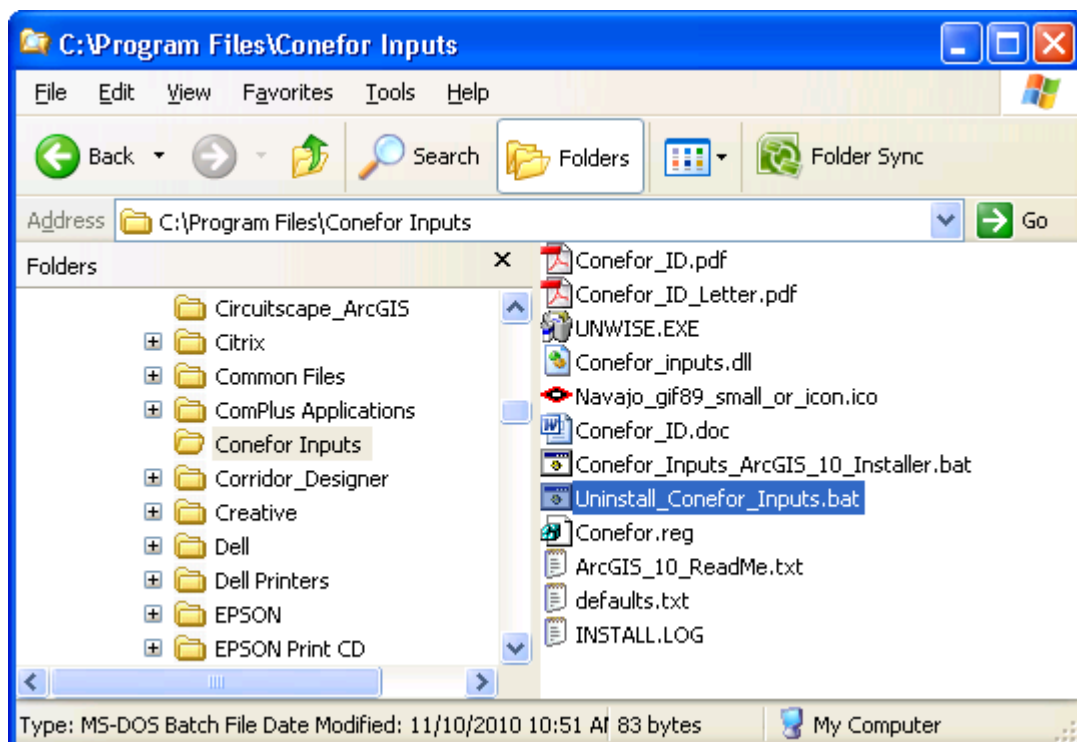 C:\Program Files\Conefor Inputs
File Edit View Favorites Tools Help
Back Search Folders Folder Sync
Address C:\Program Files\Conefor Inputs Go
Folders
Circuitscape_ArcGIS
Citrix
Common Files
ComPlus Applications
Conefor Inputs
Corridor_Designer
Creative
Dell
Dell Printers
EPSON
EPSON Print CD
Conefor_ID.pdf
Conefor_ID_Letter.pdf
UNWISE.EXE
Conefor_inputs.dll
Navajo_gif89_small_or_icon.ico
Conefor_ID.doc
Conefor_Inputs_ArcGIS_10_Installer.bat
Uninstall_Conefor_Inputs.bat
Conefor.reg
ArcGIS_10_ReadMe.txt
defaults.txt
INSTALL.LOG
Type: MS-DOS Batch File Date Modified: 11/10/2010 10:51 AM 83 bytes My Computer